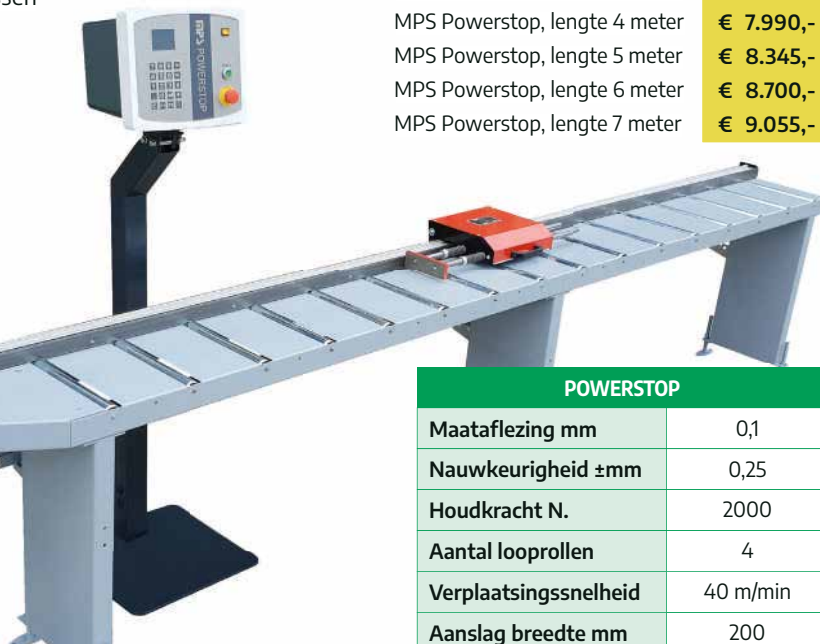 MPS Powerstop, lengte 4 meter € 7.990,-
MPS Powerstop, lengte 5 meter € 8.345,-
MPS Powerstop, lengte 6 meter € 8.700,-
MPS Powerstop, lengte 7 meter € 9.055,-
MPS POWERSTOP
POWERSTOP
Maataflezing mm 0,1
Nauwkeurigheid ±mm 0,25
Houdkracht N. 2000
Aantal looprollen 4
Verplaatsingssnelheid 40 m/min
Aanslag breedte mm 200